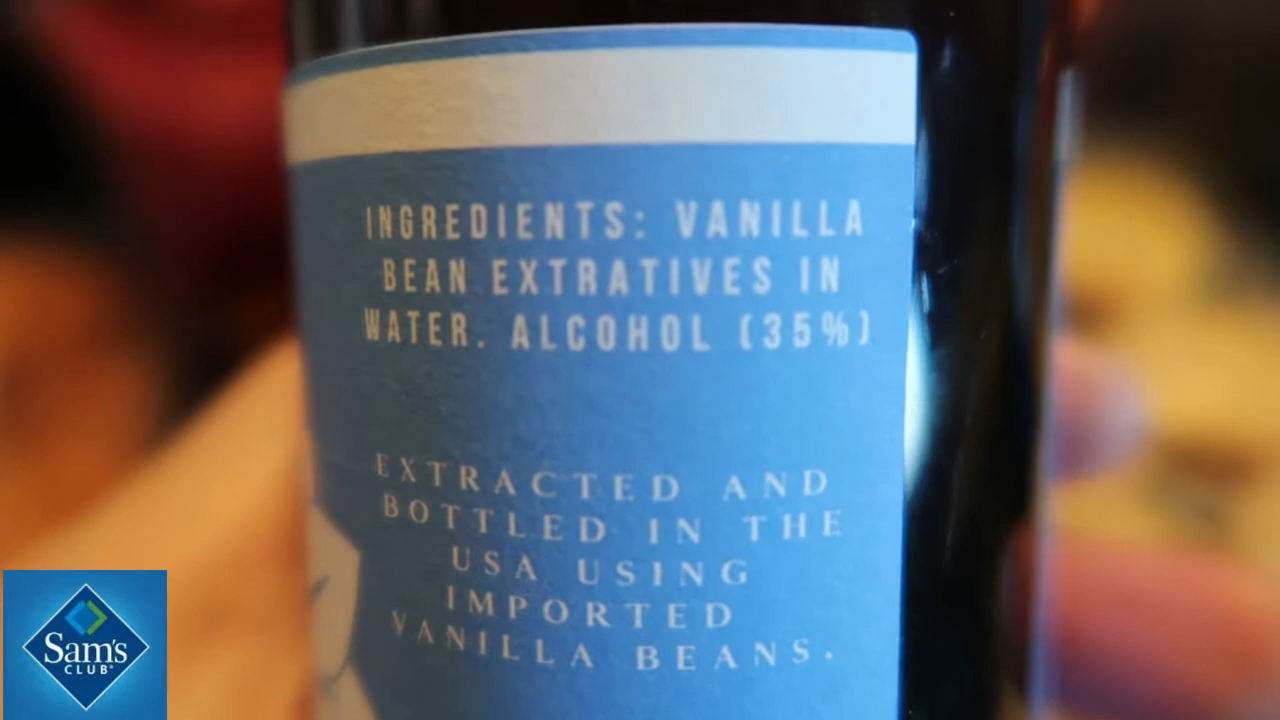 INGREDIENTS: VANILLA
BEAN EXTRATIVES IN
WATER. ALCOHOL (35%)
EXTRACTED AND
BOTTLED IN THE
USA USING
IMPORTED
VANILLA BEANS.
Sam's
CLUB®